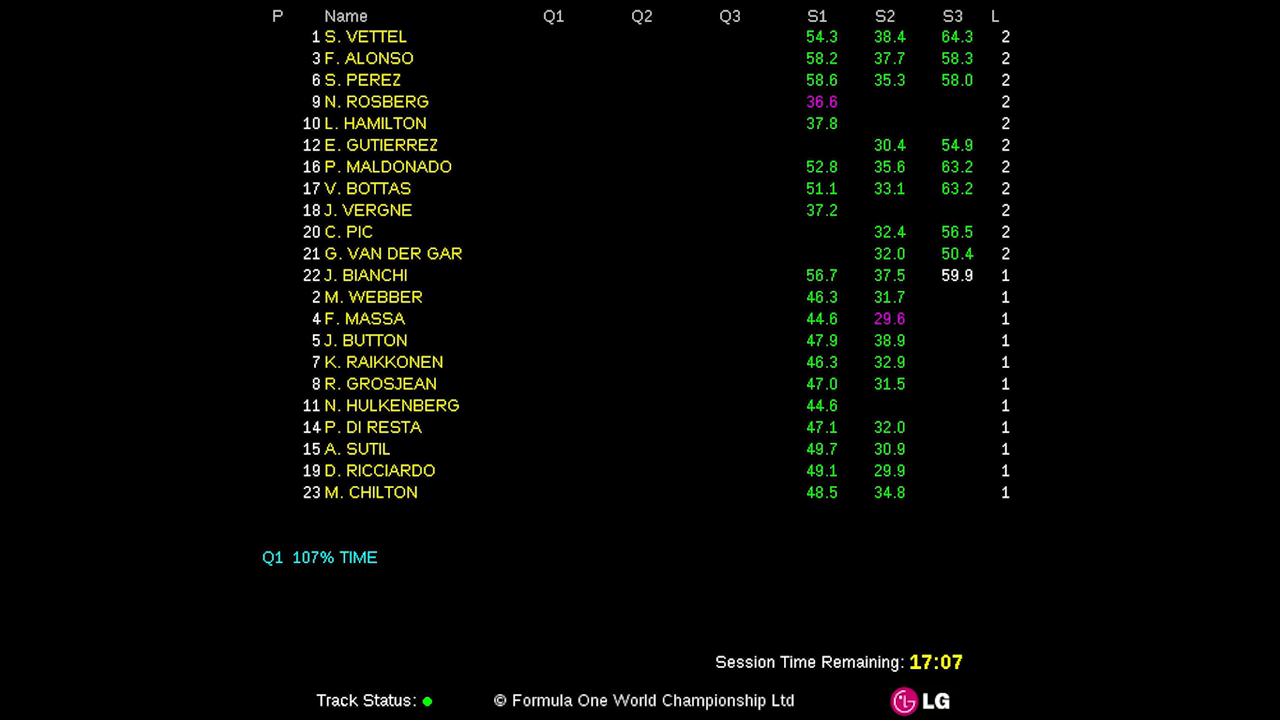 P Name Q1 Q2 Q3 S1 S2 S3 L
1 S. VETTEL 54.3 38.4 64.3 2
3 F. ALONSO 58.2 37.7 58.3 2
6 S. PEREZ 58.6 35.3 58.0 2
9 N. ROSBERG 36.6 2
10 L. HAMILTON 37.8 2
12 E. GUTIERREZ 30.4 54.9 2
16 P. MALDONADO 52.8 35.6 63.2 2
17 V. BOTTAS 51.1 33.1 63.2 2
18 J. VERGNE 37.2 2
20 C. PIC 32.4 56.5 2
21 G. VAN DER GAR 32.0 50.4 2
22 J. BIANCHI 56.7 37.5 59.9 1
2 M. WEBBER 46.3 31.7 1
4 F. MASSA 44.6 29.6 1
5 J. BUTTON 47.9 38.9 1
7 K. RAIKKONEN 46.3 32.9 1
8 R. GROSJEAN 47.0 31.5 1
11 N. HULKENBERG 44.6 1
14 P. DI RESTA 47.1 32.0 1
15 A. SUTIL 49.7 30.9 1
19 D. RICCIARDO 49.1 29.9 1
23 M. CHILTON 48.5 34.8 1
Q1 107% TIME
Session Time Remaining: 17:07
Track Status: © Formula One World Championship Ltd LG